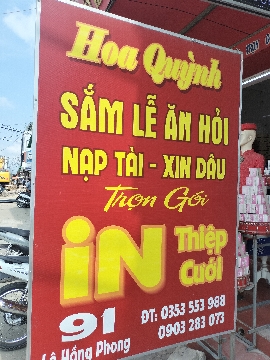 Hoa Quỳnh
SẮM LỄ ĂN HỎI
NẠP TÀI - XIN DÂU
Trọn Gói
iN Thiệp Cưới
91 ĐT: 0353 553 988
Lê Hồng Phong 0903 283 073